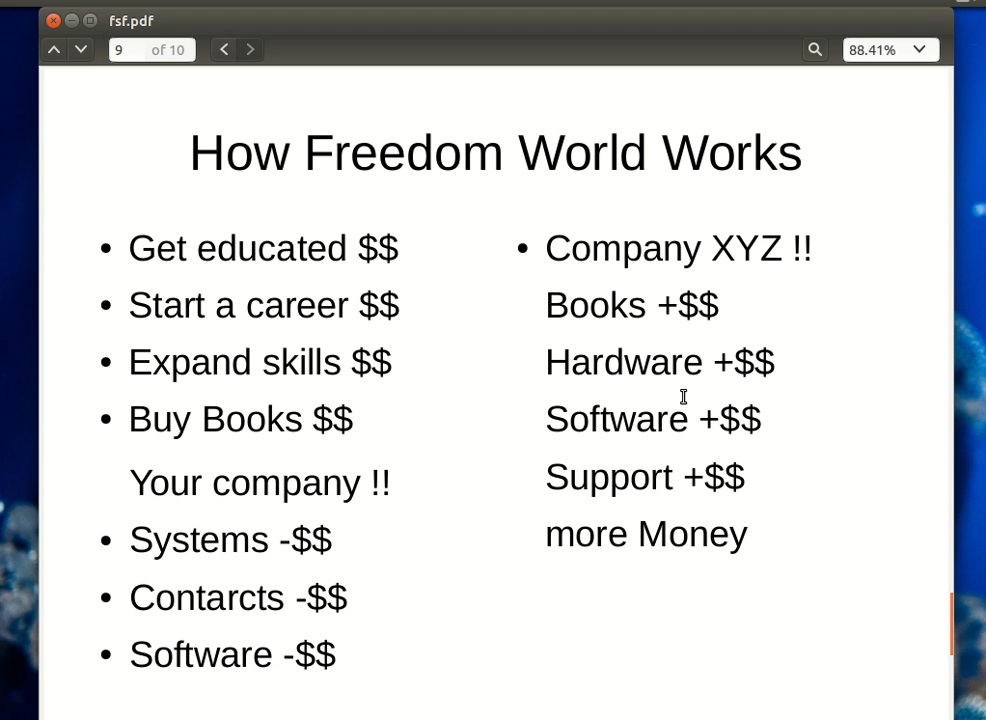 fsf.pdf
9 of 10
88.41%
How Freedom World Works
• Get educated $$
• Start a career $$
• Expand skills $$
• Buy Books $$
Your company !!
• Systems -$$
• Contarcts -$$
• Software -$$
• Company XYZ !!
Books +$$
Hardware +$$
Software +$$
Support +$$
more Money